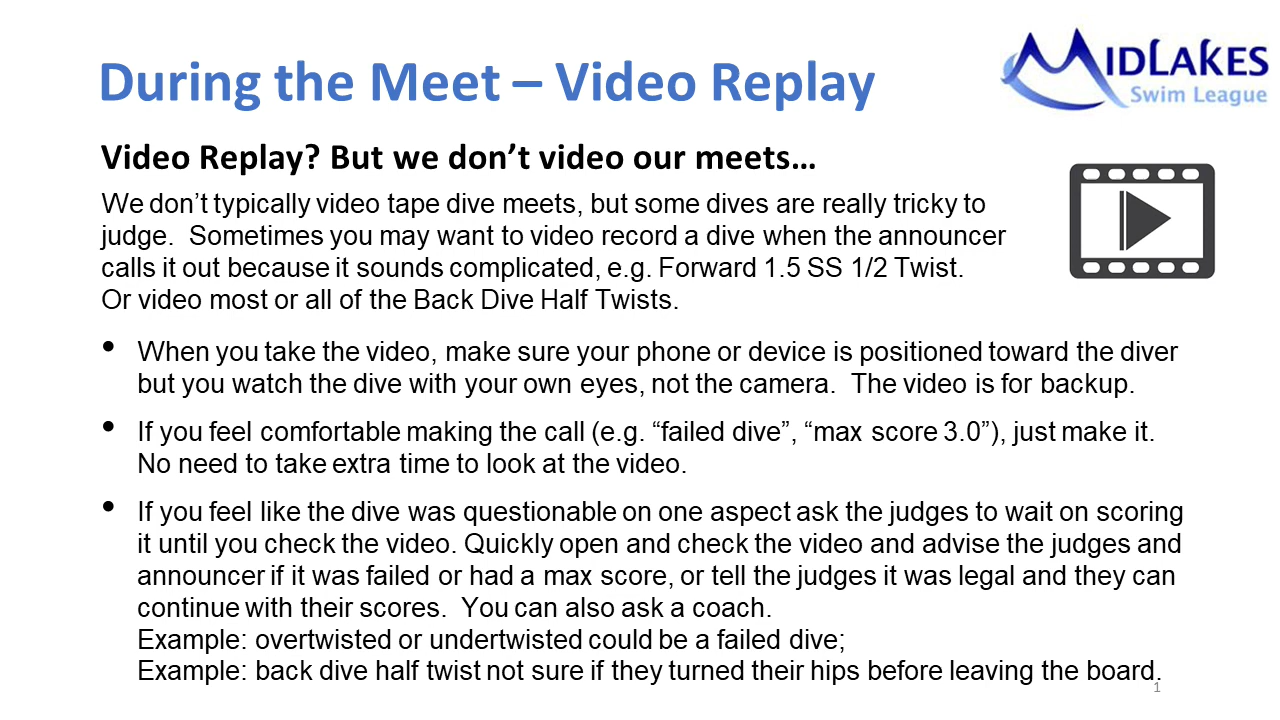 During the Meet – Video Replay
MIDLAKES
Swim League
Video Replay? But we don’t video our meets…
We don’t typically video tape dive meets, but some dives are really tricky to
judge.  Sometimes you may want to video record a dive when the announcer
calls it out because it sounds complicated, e.g. Forward 1.5 SS 1/2 Twist.
Or video most or all of the Back Dive Half Twists.
• When you take the video, make sure your phone or device is positioned toward the diver
but you watch the dive with your own eyes, not the camera.  The video is for backup.
• If you feel comfortable making the call (e.g. “failed dive”, “max score 3.0”), just make it.
No need to take extra time to look at the video.
• If you feel like the dive was questionable on one aspect ask the judges to wait on scoring
it until you check the video. Quickly open and check the video and advise the judges and
announcer if it was failed or had a max score, or tell the judges it was legal and they can
continue with their scores.  You can also ask a coach.
Example: overtwisted or undertwisted could be a failed dive;
Example: back dive half twist not sure if they turned their hips before leaving the board.
1